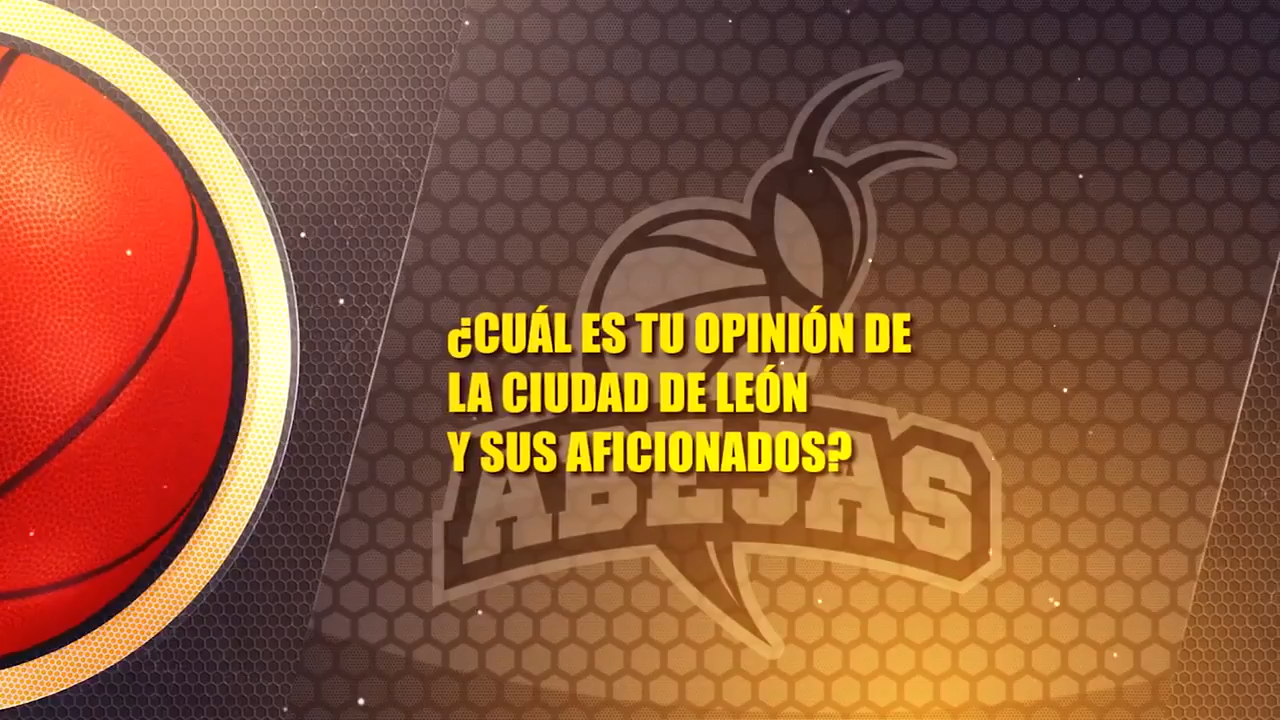 ¿CUÁL ES TU OPINIÓN DE
LA CIUDAD DE LEÓN
Y SUS AFICIONADOS?
ABEJAS